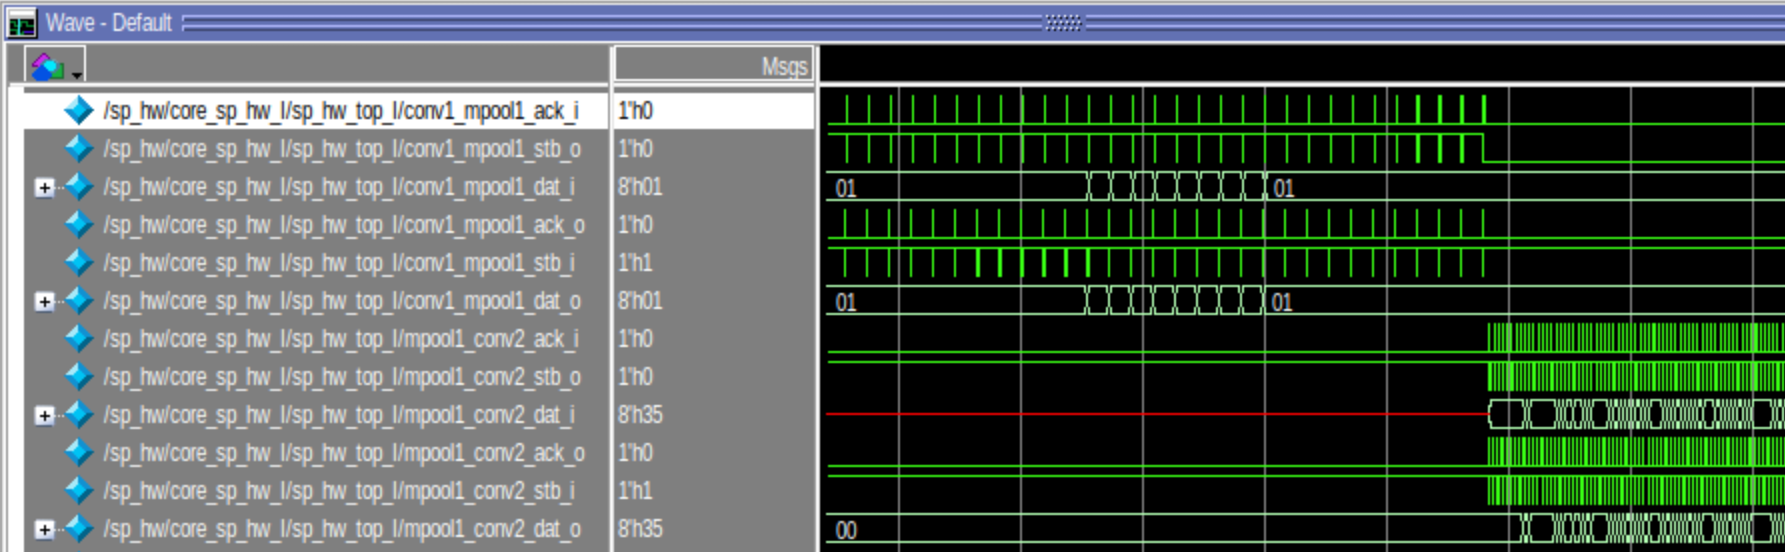 Wave - Default
Msgs
/sp_hw/core_sp_hw_I/sp_hw_top_I/conv1_mpool1_ack_i 1'h0
/sp_hw/core_sp_hw_I/sp_hw_top_I/conv1_mpool1_stb_o 1'h0
/sp_hw/core_sp_hw_I/sp_hw_top_I/conv1_mpool1_dat_i 8'h01 01 01
/sp_hw/core_sp_hw_I/sp_hw_top_I/conv1_mpool1_ack_o 1'h0
/sp_hw/core_sp_hw_I/sp_hw_top_I/conv1_mpool1_stb_i 1'h1
/sp_hw/core_sp_hw_I/sp_hw_top_I/conv1_mpool1_dat_o 8'h01 01 01
/sp_hw/core_sp_hw_I/sp_hw_top_I/mpool1_conv2_ack_i 1'h0
/sp_hw/core_sp_hw_I/sp_hw_top_I/mpool1_conv2_stb_o 1'h0
/sp_hw/core_sp_hw_I/sp_hw_top_I/mpool1_conv2_dat_i 8'h35
/sp_hw/core_sp_hw_I/sp_hw_top_I/mpool1_conv2_ack_o 1'h0
/sp_hw/core_sp_hw_I/sp_hw_top_I/mpool1_conv2_stb_i 1'h1
/sp_hw/core_sp_hw_I/sp_hw_top_I/mpool1_conv2_dat_o 8'h35 00